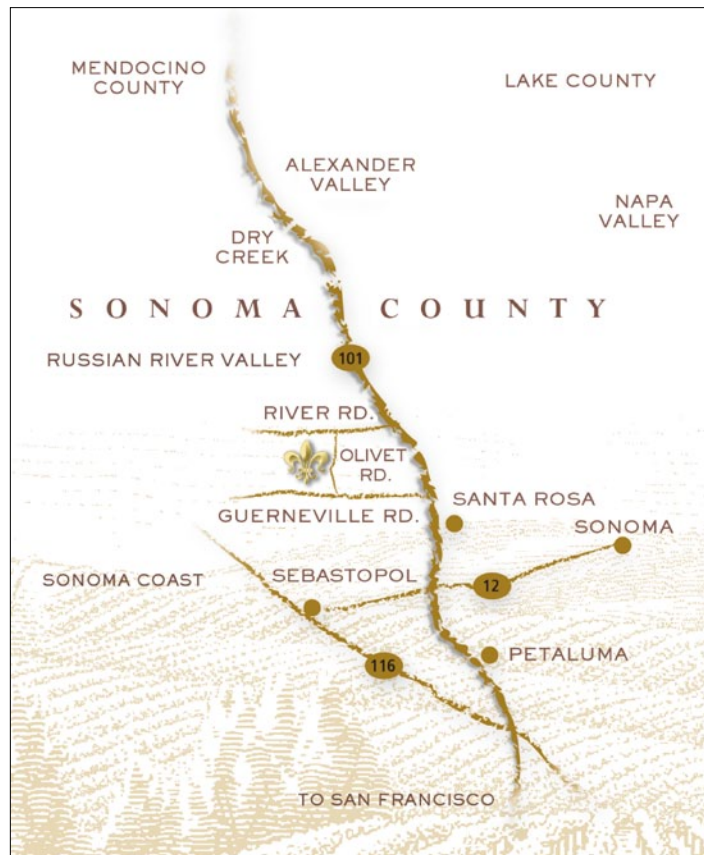 MENDOCINO
COUNTY
LAKE COUNTY
ALEXANDER
VALLEY
NAPA
VALLEY
DRY
CREEK
SONOMA COUNTY
RUSSIAN RIVER VALLEY
101
RIVER RD.
OLIVET
RD.
GUERNEVILLE RD.
SANTA ROSA
SONOMA
SONOMA COAST
SEBASTOPOL
12
PETALUMA
116
TO SAN FRANCISCO